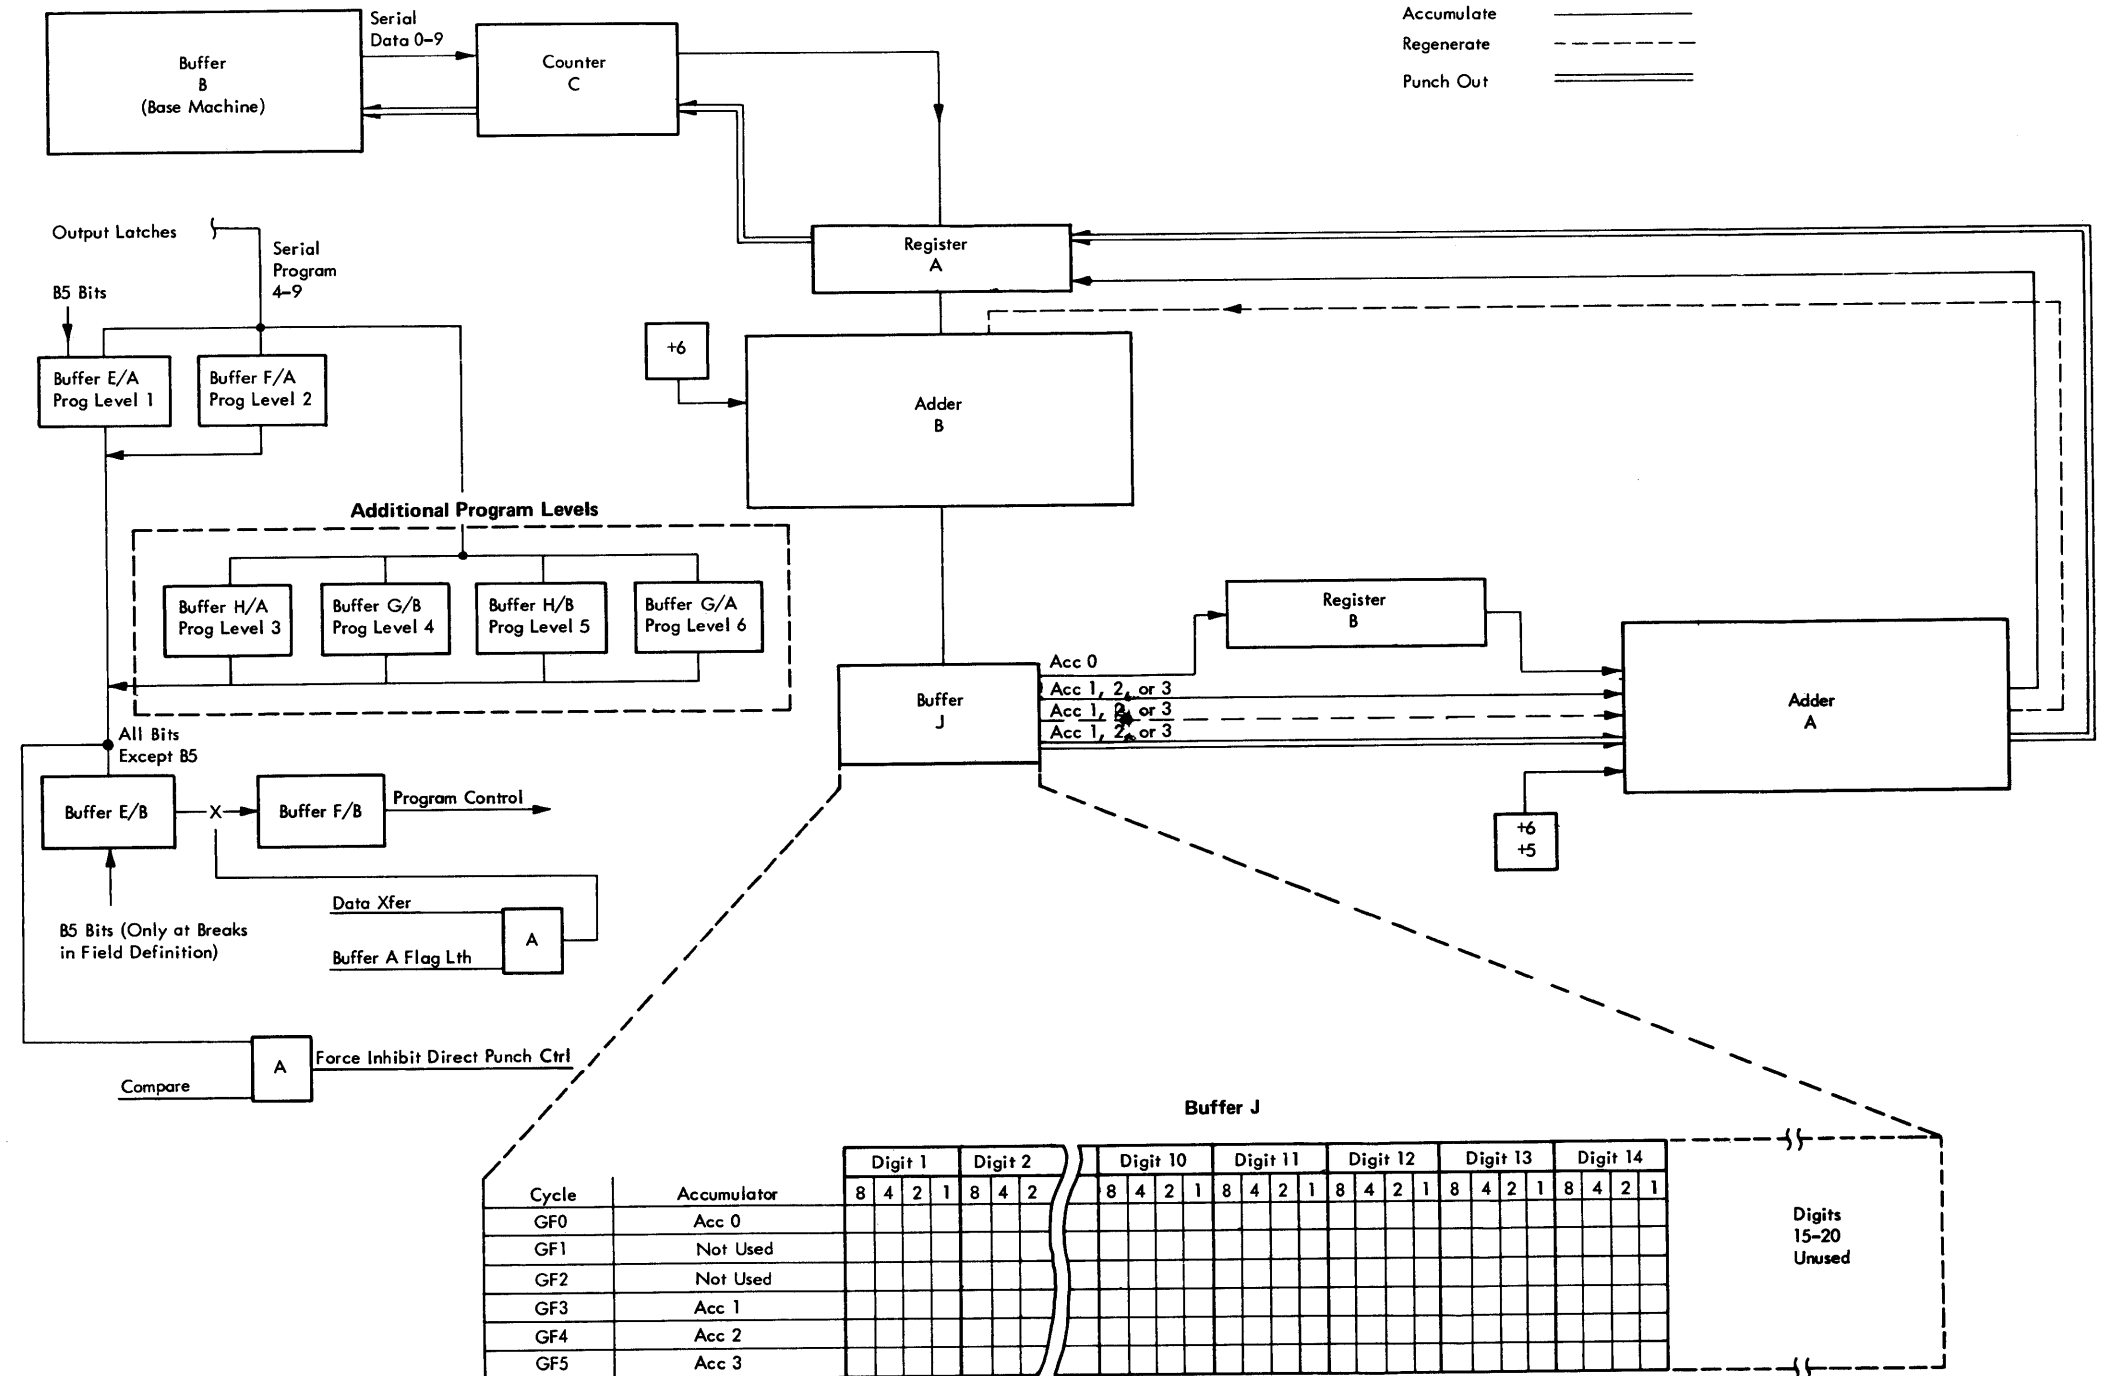 Serial
Data 0-9
Buffer
B
(Base Machine)
Counter
C
Accumulate
Regenerate
Punch Out
Output Latches
Serial
Program
4-9
B5 Bits
Register
A
+6
Buffer E/A
Prog Level 1
Buffer F/A
Prog Level 2
Adder
B
Additional Program Levels
Buffer H/A
Prog Level 3
Buffer G/B
Prog Level 4
Buffer H/B
Prog Level 5
Buffer G/A
Prog Level 6
Register
B
Acc 0
Acc 1, 2, or 3
Acc 1, 2, or 3
Acc 1, 2, or 3
Buffer
J
Adder
A
All Bits
Except B5
Buffer E/B
X
Buffer F/B
Program Control
+6
+5
B5 Bits (Only at Breaks
in Field Definition)
Data Xfer
Buffer A Flag Lth
A
A
Force Inhibit Direct Punch Ctrl
Compare
Buffer J
Digit 1 Digit 2 Digit 10 Digit 11 Digit 12 Digit 13 Digit 14
Cycle Accumulator 8 4 2 1 8 4 2 8 4 2 1 8 4 2 1 8 4 2 1 8 4 2 1 8 4 2 1
GF0 Acc 0
GF1 Not Used
GF2 Not Used
GF3 Acc 1
GF4 Acc 2
GF5 Acc 3
Digits
15-20
Unused